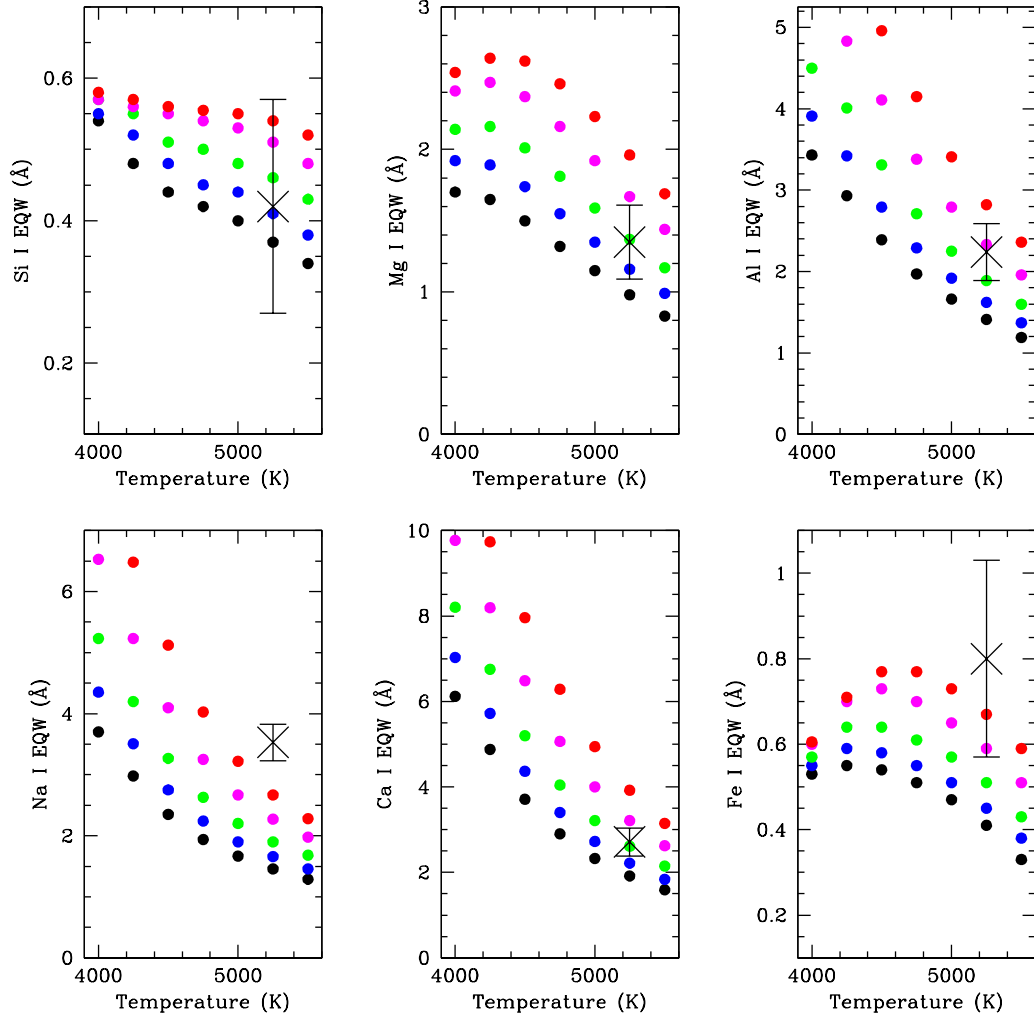 Si I EQW (Å)
0.6
0.4
0.2
4000 5000
Temperature (K)
Mg I EQW (Å)
3
2
1
0
4000 5000
Temperature (K)
Al I EQW (Å)
5
4
3
2
1
0
4000 5000
Temperature (K)
Na I EQW (Å)
6
4
2
0
4000 5000
Temperature (K)
Ca I EQW (Å)
10
8
6
4
2
0
4000 5000
Temperature (K)
Fe I EQW (Å)
1
0.8
0.6
0.4
0.2
4000 5000
Temperature (K)